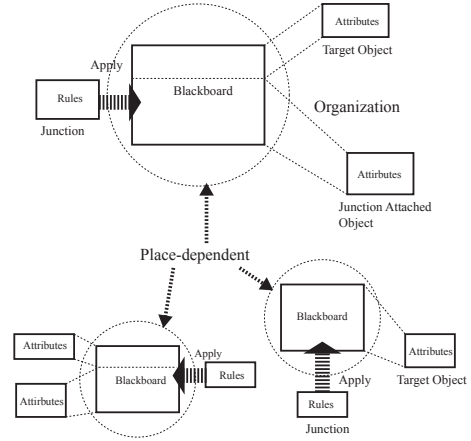 Attributes
Target Object
Apply
Rules
Blackboard
Junction
Organization
Attirbutes
Junction Attached
Object
Place-dependent
Attributes
Attirbutes
Blackboard
Apply
Rules
Blackboard
Attributes
Apply
Target Object
Rules
Junction